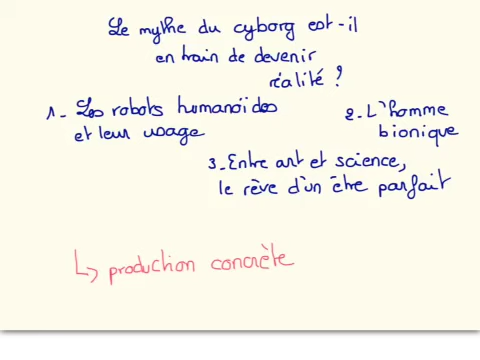 Le mythe du cyborg est-il
en train de devenir
réalité ?
1- Les robots humanoïdes
et leur usage
2- L'homme
bionique
3- Entre art et science,
le rêve d'un être parfait
↳ production concrète